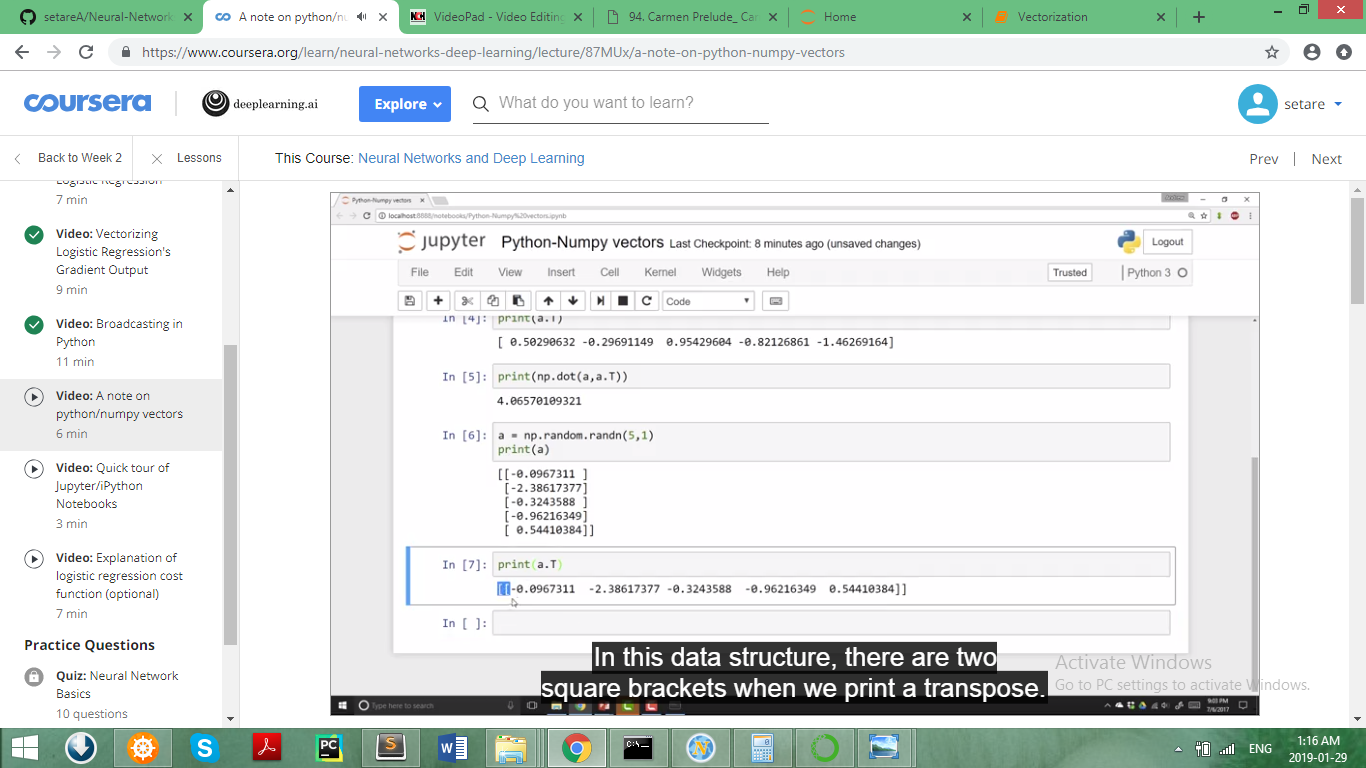 setareA/Neural-Network
A note on python/nu
VideoPad - Video Editing
94. Carmen Prelude_ Car
Home
Vectorization
https://www.coursera.org/learn/neural-networks-deep-learning/lecture/87MUx/a-note-on-python-numpy-vectors
coursera
deeplearning.ai
Explore
What do you want to learn?
setare
Back to Week 2
Lessons
This Course: Neural Networks and Deep Learning
Prev | Next
Logistic Regression
7 min
Video: Vectorizing
Logistic Regression's
Gradient Output
9 min
Video: Broadcasting in
Python
11 min
Video: A note on
python/numpy vectors
6 min
Video: Quick tour of
Jupyter/iPython
Notebooks
3 min
Video: Explanation of
logistic regression cost
function (optional)
7 min
Practice Questions
Quiz: Neural Network
Basics
10 questions
Python-Numpy vectors
localhost:8888/notebooks/Python-Numpy%20vectors.ipynb
jupyter Python-Numpy vectors Last Checkpoint: 8 minutes ago (unsaved changes)
Logout
File Edit View Insert Cell Kernel Widgets Help
Trusted
Python 3
Code
In [4]: print(a.T)
[ 0.50290632 -0.29691149 0.95429604 -0.82126861 -1.46269164]
In [5]: print(np.dot(a,a.T))
4.06570109321
In [6]: a = np.random.randn(5,1)
print(a)
[[-0.0967311 ]
[-2.38617377]
[-0.3243588 ]
[-0.96216349]
[ 0.54410384]]
In [7]: print(a.T)
[[-0.0967311 -2.38617377 -0.3243588 -0.96216349 0.54410384]]
In [ ]:
In this data structure, there are two
square brackets when we print a transpose.
Activate Windows
Go to PC settings to activate Windows.
Type here to search
9:03 PM
7/6/2017
ENG
1:16 AM
2019-01-29